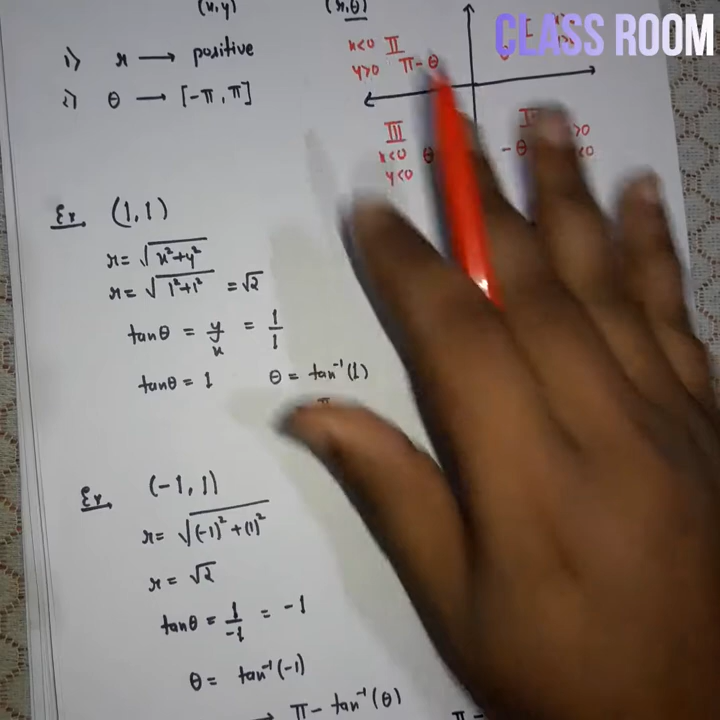 (x,y) (r,θ)
CLASS ROOM
i) r → positive
ii) θ → [-π, π]
x<0 II
y>0 π-θ
III
x<0 θ
y<0
>0
-θ <0
Ex. (1,1)
r = √x²+y²
r = √1²+1² = √2
tanθ = y/x = 1/1
tanθ = 1 θ = tan⁻¹(1)
Ex. (-1,1)
r = √(-1)²+(1)²
r = √2
tanθ = 1/-1 = -1
θ = tan⁻¹(-1)
→ π - tan⁻¹(θ)